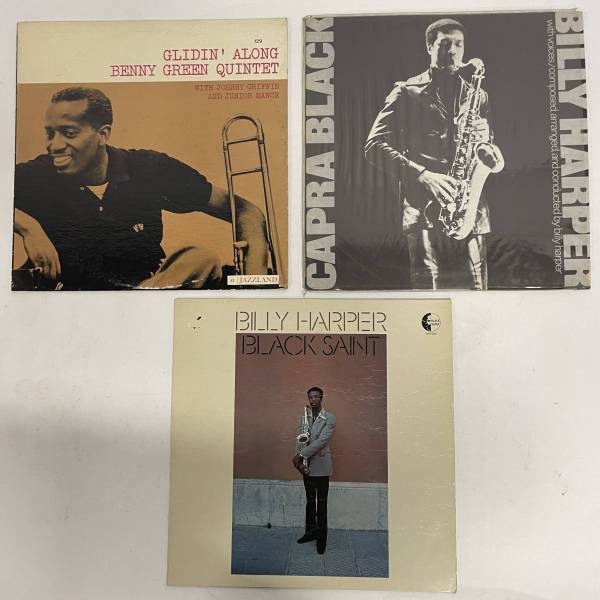 129
GLIDIN' ALONG
BENNY GREEN QUINTET
WITH JOHNNY GRIFFIN
AND JUNIOR MANCE
JAZZLAND
CAPRA BLACK
BILLY HARPER
with voices/composed, arranged, and conducted by billy harper
BILLY HARPER
BLACK SAINT